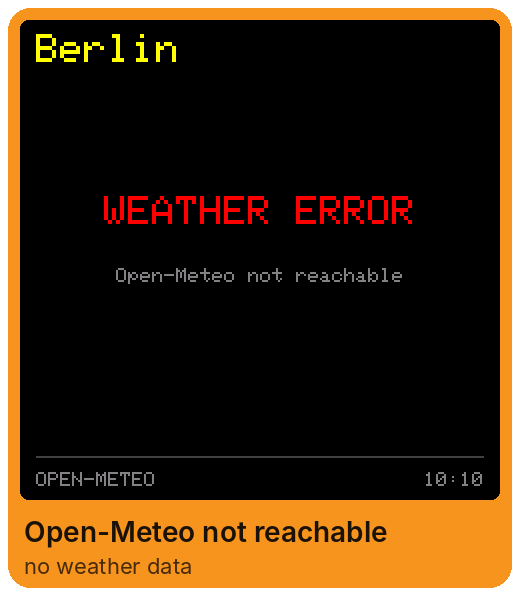 Berlin
WEATHER ERROR
Open-Meteo not reachable
OPEN-METEO 10:10
Open-Meteo not reachable
no weather data